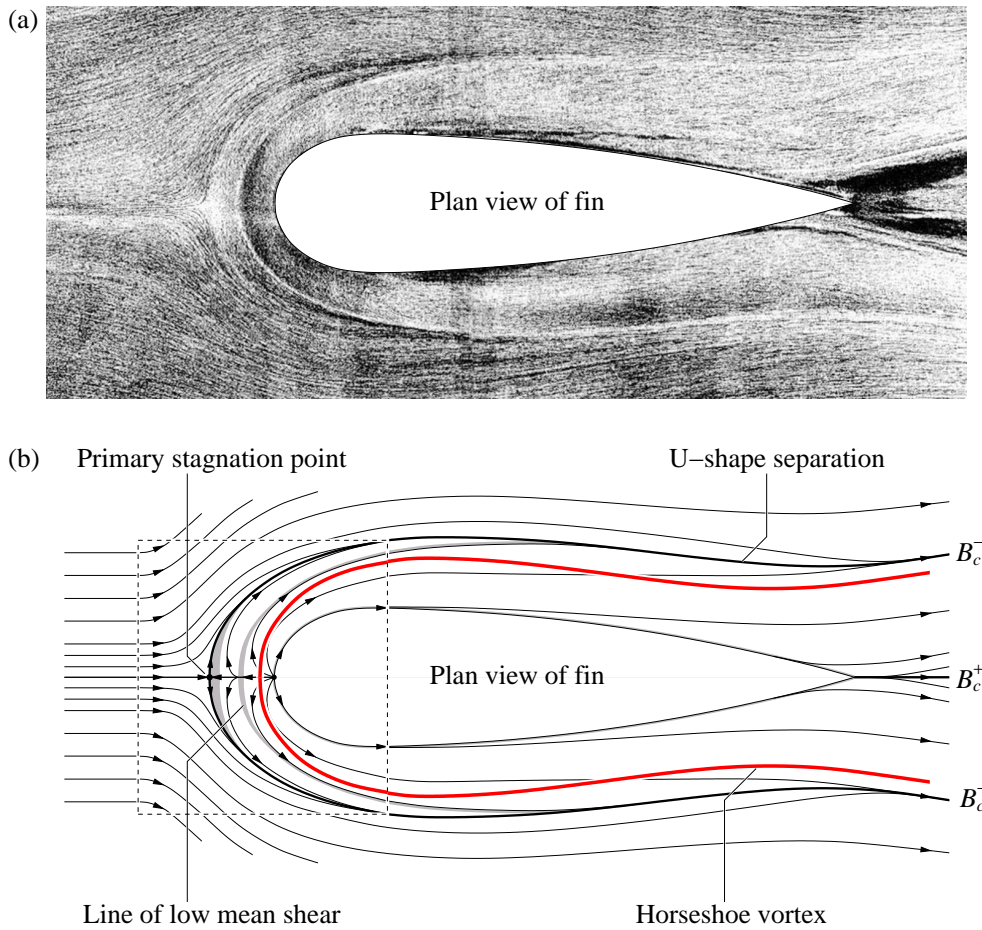 (a)
Plan view of fin
(b)
Primary stagnation point
U−shape separation
B_c^-
Plan view of fin
B_c^+
B_c^-
Line of low mean shear
Horseshoe vortex